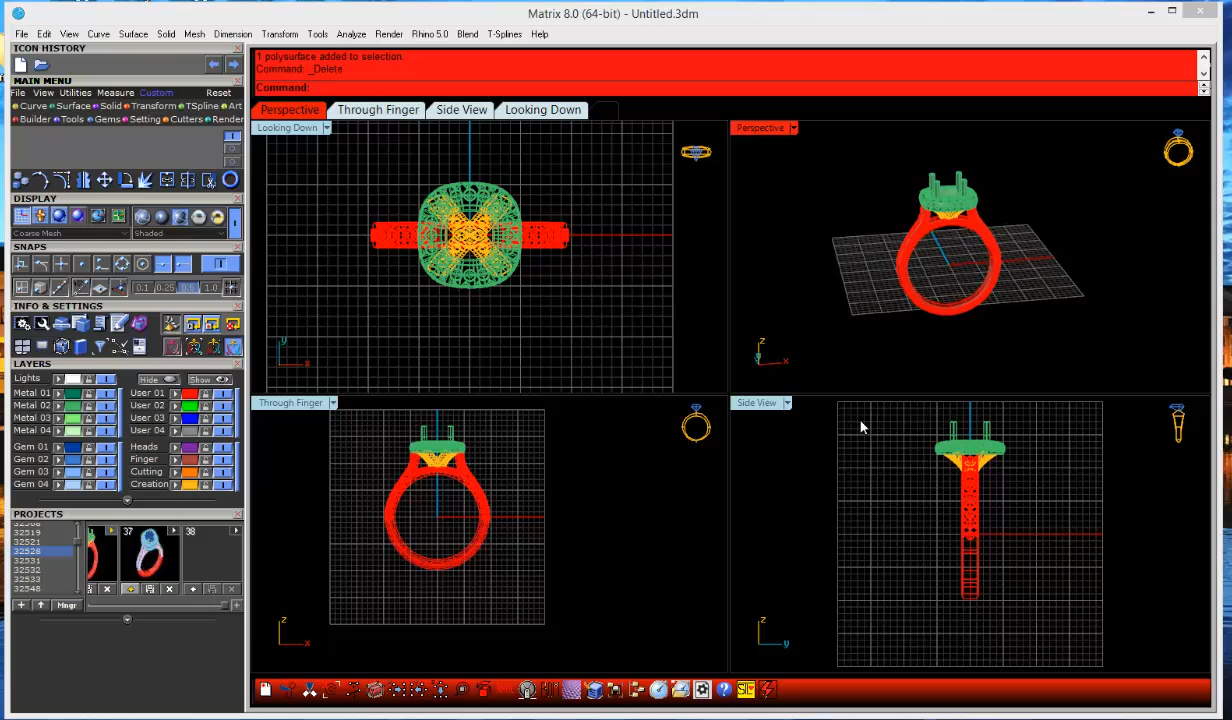 Matrix 8.0 (64-bit) - Untitled.3dm
File Edit View Curve Surface Solid Mesh Dimension Transform Tools Analyze Render Rhino 5.0 Blend T-Splines Help
ICON HISTORY
MAIN MENU
File View Utilities Measure Custom Reset
Curve Surface Solid Transform TSpline Art
Builder Tools Gems Setting Cutters Render
DISPLAY
Coarse Mesh Shaded
SNAPS
0.1 0.25 0.5 1.0
INFO & SETTINGS
LAYERS
Lights Hide Show
Metal 01 User 01
Metal 02 User 02
Metal 03 User 03
Metal 04 User 04
Gem 01 Heads
Gem 02 Finger
Gem 03 Cutting
Gem 04 Creation
PROJECTS
32519
32521
32528
32531
32532
32533
32548
37 38
Mngr
1 polysurface added to selection.
Command: _Delete
Command:
Perspective Through Finger Side View Looking Down
Looking Down
y
x
Perspective
z
x
Through Finger
z
x
Side View
z
y